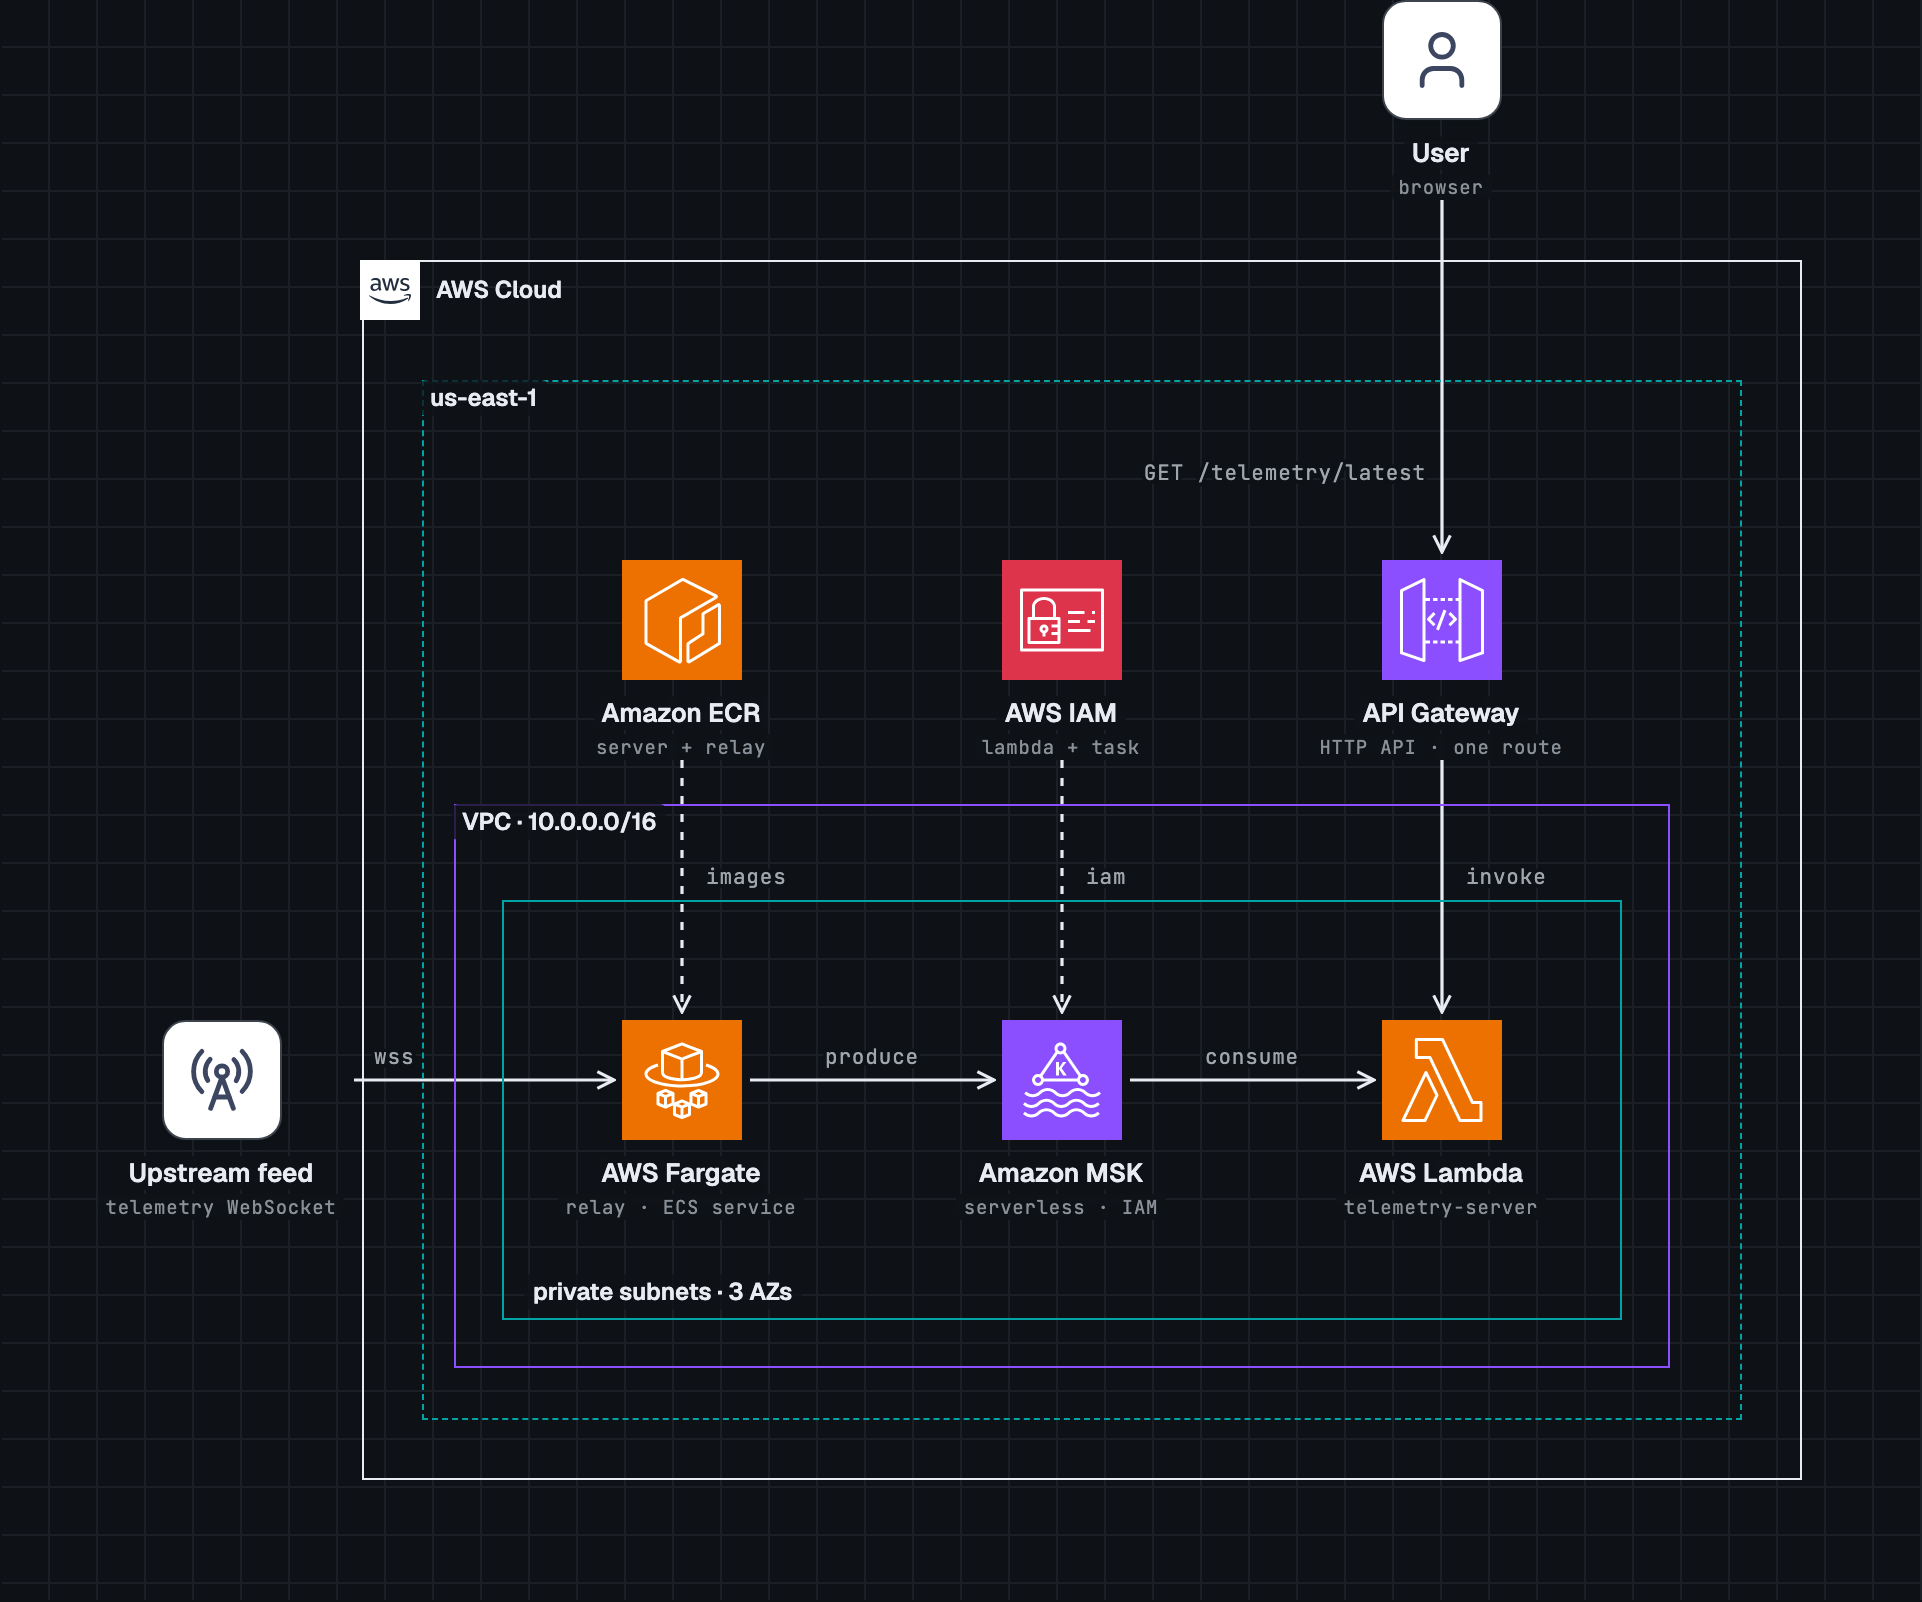 User
browser
aws
AWS Cloud
us-east-1
GET /telemetry/latest
</>
Amazon ECR
server + relay
AWS IAM
lambda + task
API Gateway
HTTP API · one route
VPC · 10.0.0.0/16
images
iam
invoke
wss
produce
consume
K
Upstream feed
telemetry WebSocket
AWS Fargate
relay · ECS service
Amazon MSK
serverless · IAM
AWS Lambda
telemetry-server
private subnets · 3 AZs